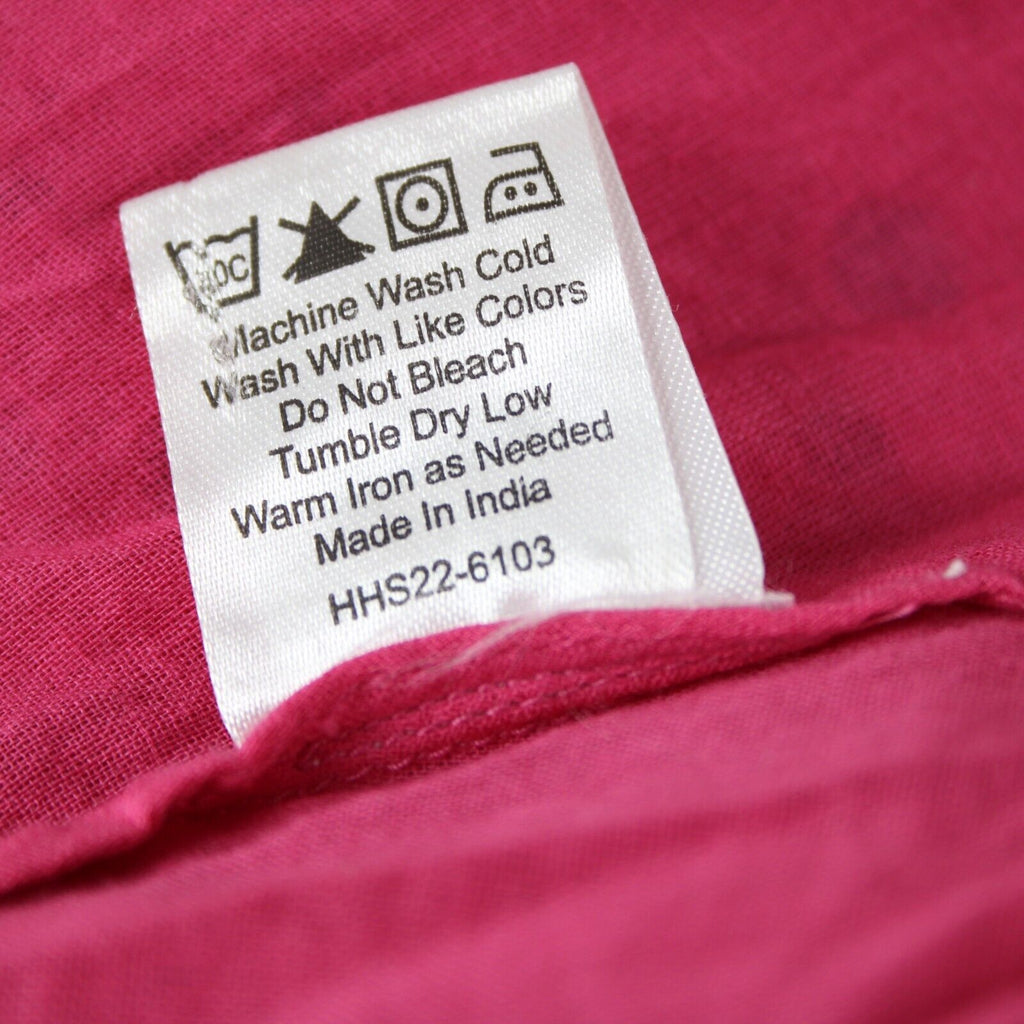 Machine Wash Cold
Wash With Like Colors
Do Not Bleach
Tumble Dry Low
Warm Iron as Needed
Made In India
HHS22-6103